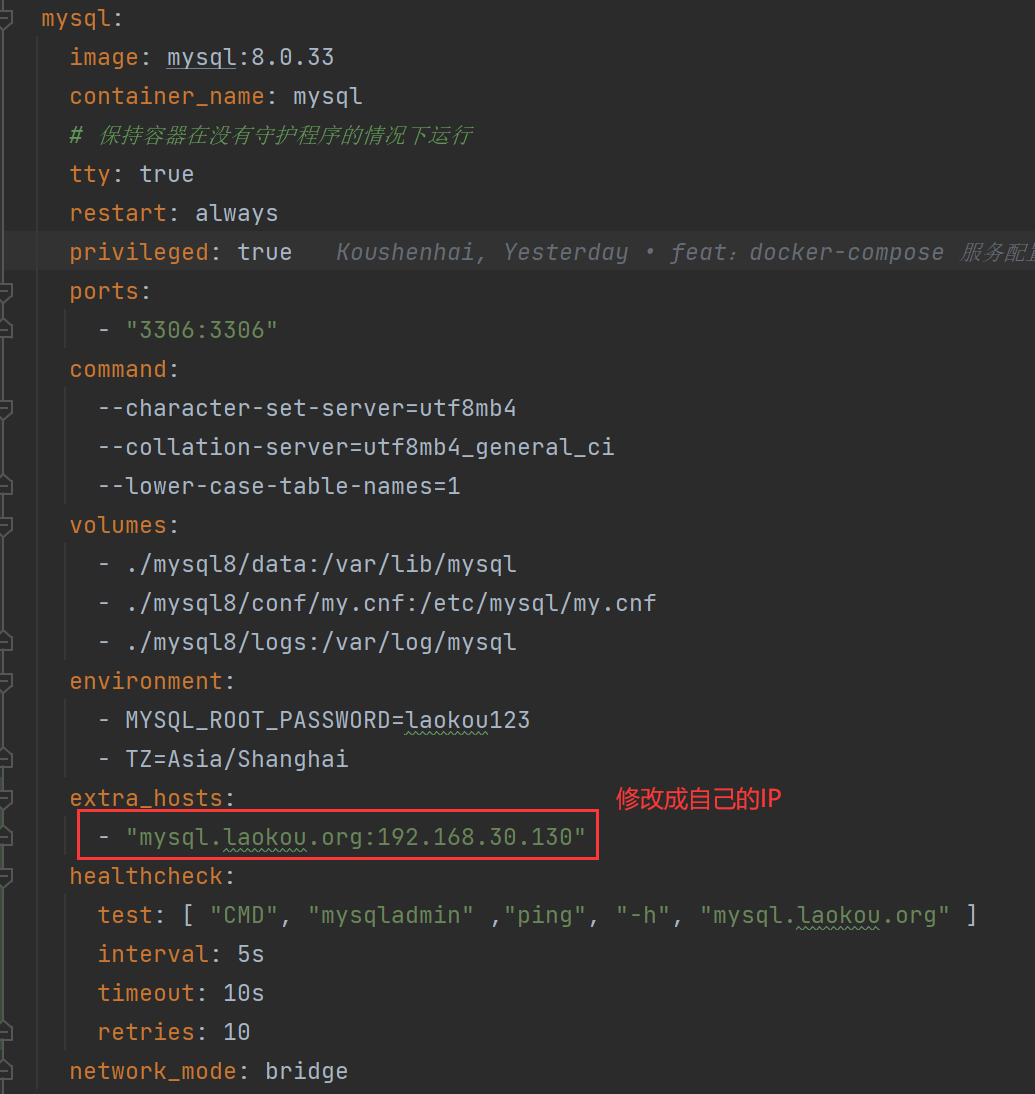 mysql:
image: mysql:8.0.33
container_name: mysql
# 保持容器在没有守护程序的情况下运行
tty: true
restart: always
privileged: true Koushenhai, Yesterday • feat: docker-compose 服务配置
ports:
- "3306:3306"
command:
--character-set-server=utf8mb4
--collation-server=utf8mb4_general_ci
--lower-case-table-names=1
volumes:
- ./mysql8/data:/var/lib/mysql
- ./mysql8/conf/my.cnf:/etc/mysql/my.cnf
- ./mysql8/logs:/var/log/mysql
environment:
- MYSQL_ROOT_PASSWORD=laokou123
- TZ=Asia/Shanghai
extra_hosts: 修改成自己的IP
- "mysql.laokou.org:192.168.30.130"
healthcheck:
test: [ "CMD", "mysqladmin" ,"ping", "-h", "mysql.laokou.org" ]
interval: 5s
timeout: 10s
retries: 10
network_mode: bridge